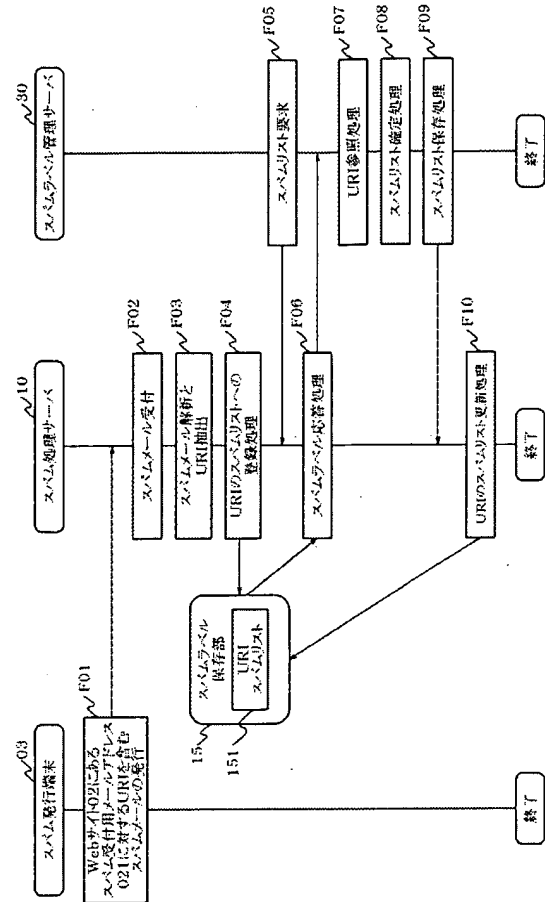 03
スパム発行端末
F01
Webサイト02にある
スパム受付用メールアドレス
021に対するURIを含む
スパムメールの発行
終了
10
スパム処理サーバ
F02
スパムメール受付
F03
スパムメール解析と
URI抽出
F04
URIのスパムリストへの
登録処理
15
スパムラベル
保存部
151
URI
スパムリスト
F06
スパムラベル応答処理
F10
URIのスパムリスト更新処理
終了
30
スパムラベル管理サーバ
F05
スパムリスト要求
F07
URI参照処理
F08
スパムリスト確定処理
F09
スパムリスト保存処理
終了